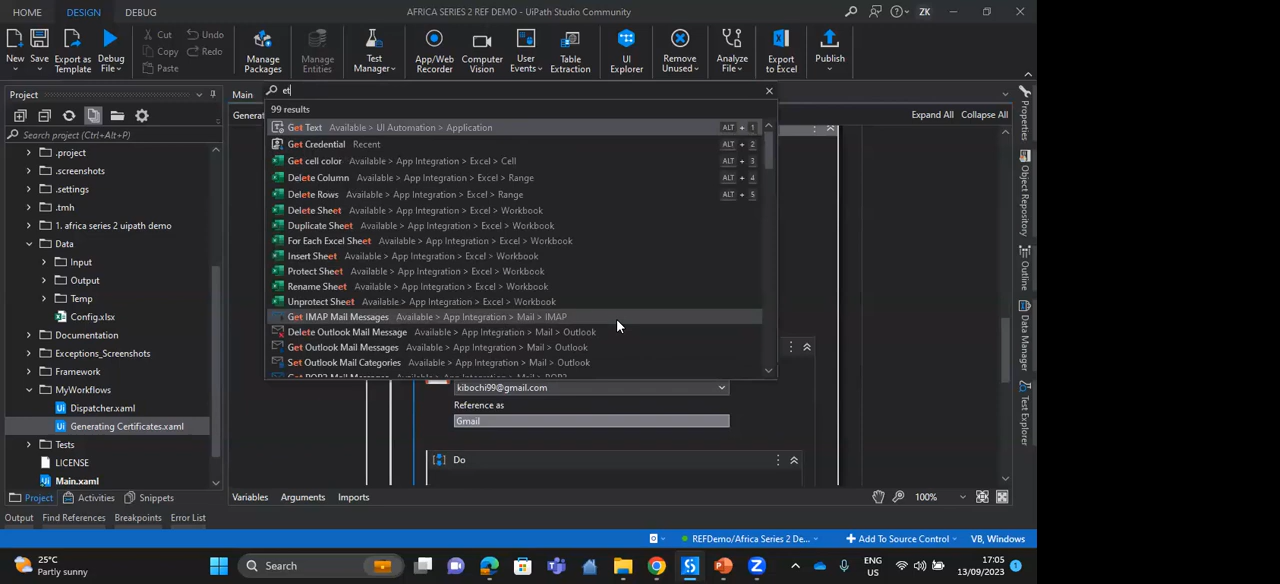 HOME DESIGN DEBUG AFRICA SERIES 2 REF DEMO - UiPath Studio Community ZK
New Save Export as Template Debug File Cut Copy Paste Undo Redo Manage Packages Manage Entities Test Manager App/Web Recorder Computer Vision User Events Table Extraction UI Explorer Remove Unused Analyze File Export to Excel Publish
Project
Main
et
99 results
Genera
Expand All Collapse All
Search project (Ctrl+Alt+P)
.project
.screenshots
.settings
.tmh
1. africa series 2 uipath demo
Data
Input
Output
Temp
Config.xlsx
Documentation
Exceptions_Screenshots
Framework
MyWorkflows
Dispatcher.xaml
Generating Certificates.xaml
Tests
LICENSE
Main.xaml
Get Text Available > UI Automation > Application ALT + 1
Get Credential Recent ALT + 2
Get cell color Available > App Integration > Excel > Cell ALT + 3
Delete Column Available > App Integration > Excel > Range ALT + 4
Delete Rows Available > App Integration > Excel > Range ALT + 5
Delete Sheet Available > App Integration > Excel > Workbook
Duplicate Sheet Available > App Integration > Excel > Workbook
For Each Excel Sheet Available > App Integration > Excel > Workbook
Insert Sheet Available > App Integration > Excel > Workbook
Protect Sheet Available > App Integration > Excel > Workbook
Rename Sheet Available > App Integration > Excel > Workbook
Unprotect Sheet Available > App Integration > Excel > Workbook
Get IMAP Mail Messages Available > App Integration > Mail > IMAP
Delete Outlook Mail Message Available > App Integration > Mail > Outlook
Get Outlook Mail Messages Available > App Integration > Mail > Outlook
Set Outlook Mail Categories Available > App Integration > Mail > Outlook
Get POP3 Mail Messages Available > App Integration > Mail > POP3
kibochi99@gmail.com
Reference as
Gmail
Do
Properties
Object Repository
Outline
Data Manager
Test Explorer
Project Activities Snippets
Variables Arguments Imports 100%
Output Find References Breakpoints Error List
REFDemo/Africa Series 2 De... Add To Source Control VB, Windows
25°C
Partly sunny
Search
ENG
US
17:05
13/09/2023
1